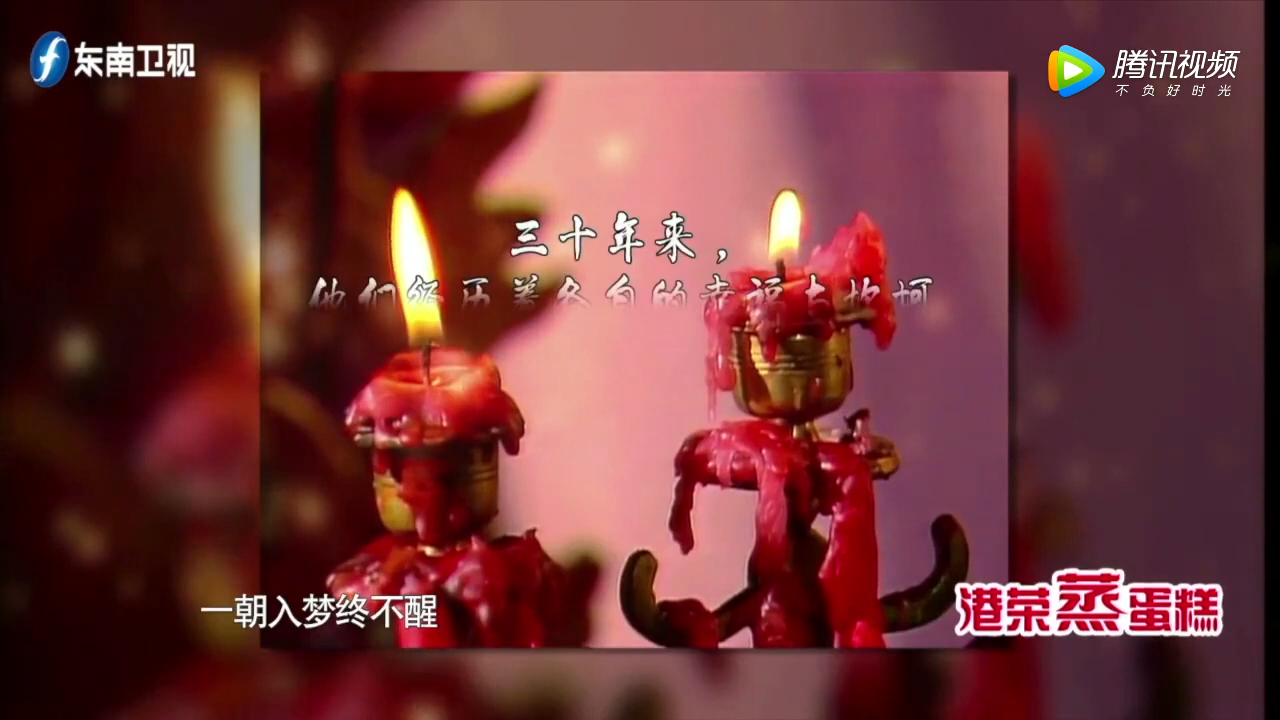 东南卫视
腾讯视频
不负好时光
三十年来，
他们经历着各自的幸福与坎坷
一朝入梦终不醒
港荣蒸蛋糕